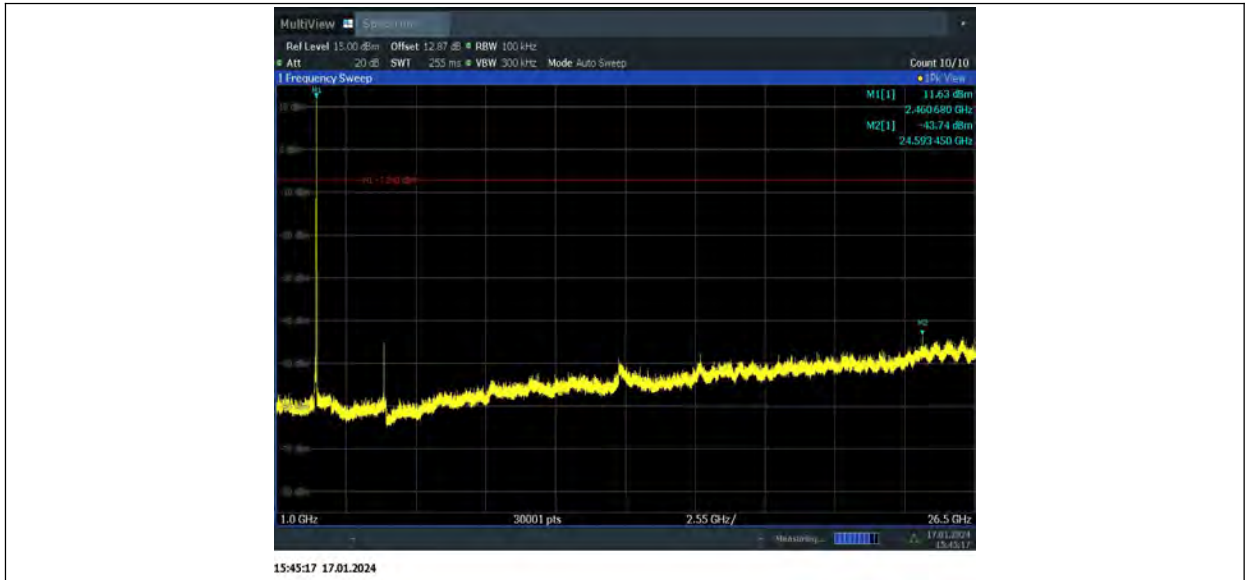 MultiView Spectrum
Ref Level 15.00 dBm Offset 12.87 dB RBW 100 kHz
Att 20 dB SWT 255 ms VBW 300 kHz Mode Auto Sweep Count 10/10
1 Frequency Sweep 1Pk View
M1
M1[1] 11.63 dBm
2.460 680 GHz
M2[1] -43.74 dBm
24.593 450 GHz
M2
1.0 GHz 30001 pts 2.55 GHz/ 26.5 GHz
Measuring...
17.01.2024
15:45:17
15:45:17 17.01.2024